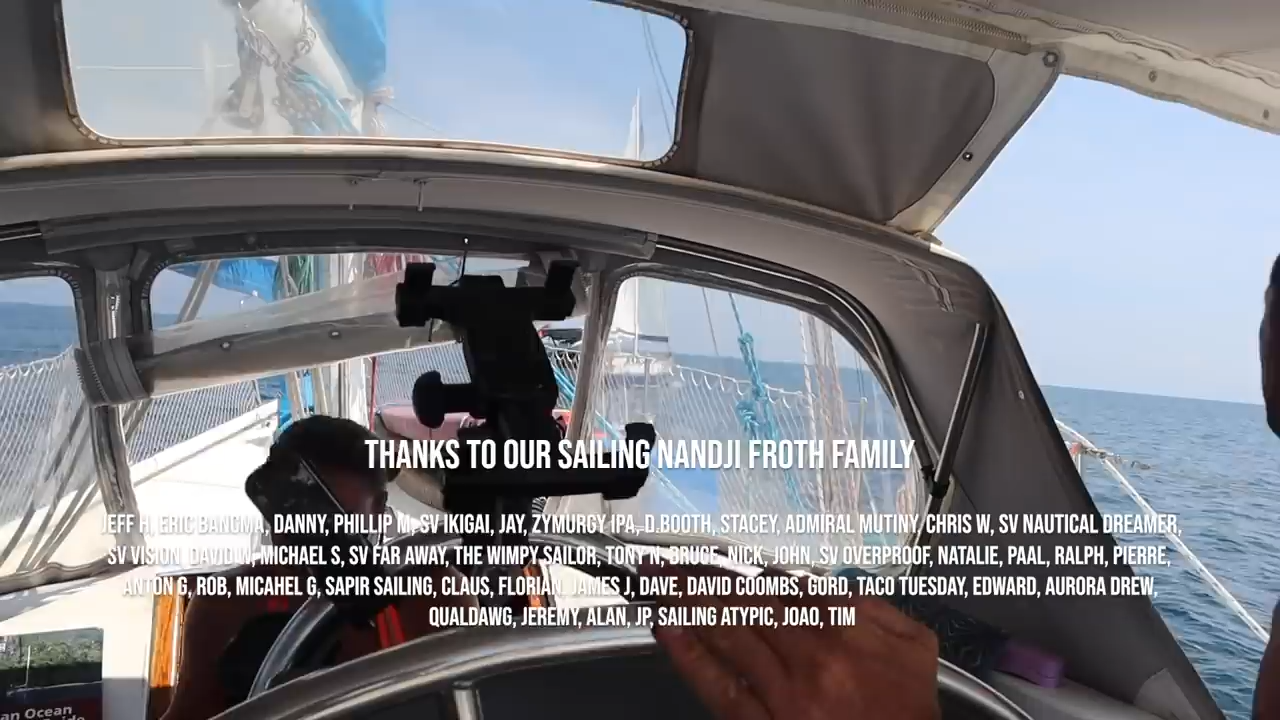 THANKS TO OUR SAILING NANDJI FROTH FAMILY
JEFF H, ERIC BANGMA, DANNY, PHILLIP M, SV IKIGAI, JAY, ZYMURGY IPA, D.BOOTH, STACEY, ADMIRAL MUTINY, CHRIS W, SV NAUTICAL DREAMER,
SV VISION, DAVID W, MICHAEL S, SV FAR AWAY, THE WIMPY SAILOR, TONY N, BRUCE, NICK, JOHN, SV OVERPROOF, NATALIE, PAAL, RALPH, PIERRE,
ANTON G, ROB, MICAHEL G, SAPIR SAILING, CLAUS, FLORIAN, JAMES J, DAVE, DAVID COOMBS, GORD, TACO TUESDAY, EDWARD, AURORA DREW,
QUALDAWG, JEREMY, ALAN, JP, SAILING ATYPIC, JOAO, TIM
an Ocean